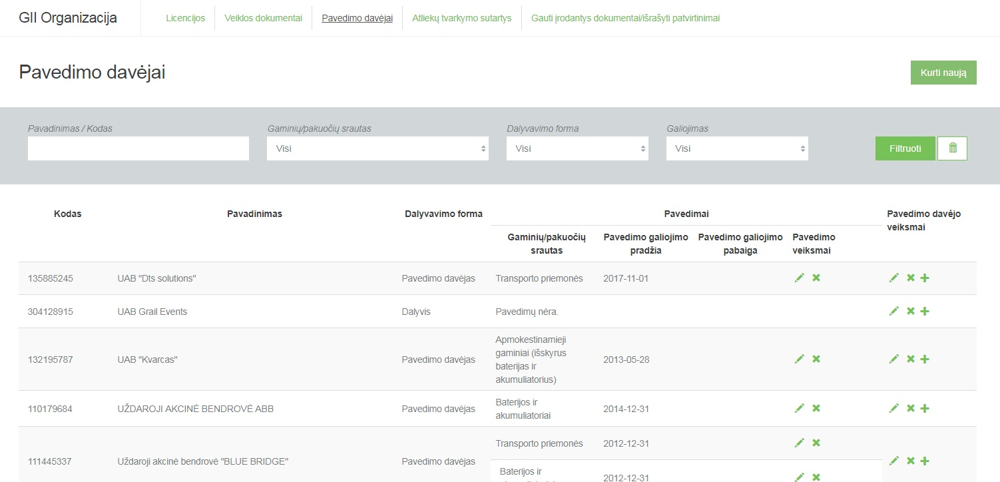 GII Organizacija
Licencijos
Veiklos dokumentai
Pavedimo davėjai
Atliekų tvarkymo sutartys
Gauti įrodantys dokumentai/išrašyti patvirtinimai
Pavedimo davėjai
Kurti naują
Pavadinimas / Kodas
Gaminių/pakuočių srautas
Dalyvavimo forma
Galiojimas
Visi
Visi
Visi
Filtruoti
Kodas
Pavadinimas
Dalyvavimo forma
Pavedimai
Pavedimo davėjo
veiksmai
Gaminių/pakuočių
srautas
Pavedimo galiojimo
pradžia
Pavedimo galiojimo
pabaiga
Pavedimo
veiksmai
135885245
UAB "Dts solutions"
Pavedimo davėjas
Transporto priemonės
2017-11-01
304128915
UAB Grail Events
Dalyvis
Pavedimų nėra.
132195787
UAB "Kvarcas"
Pavedimo davėjas
Apmokestinamieji
gaminiai (išskyrus
baterijas ir
akumuliatorius)
2013-05-28
110179684
UŽDAROJI AKCINĖ BENDROVĖ ABB
Pavedimo davėjas
Baterijos ir
akumuliatoriai
2014-12-31
111445337
Uždaroji akcinė bendrovė "BLUE BRIDGE"
Pavedimo davėjas
Transporto priemonės
2012-12-31
Baterijos ir
2012-12-31